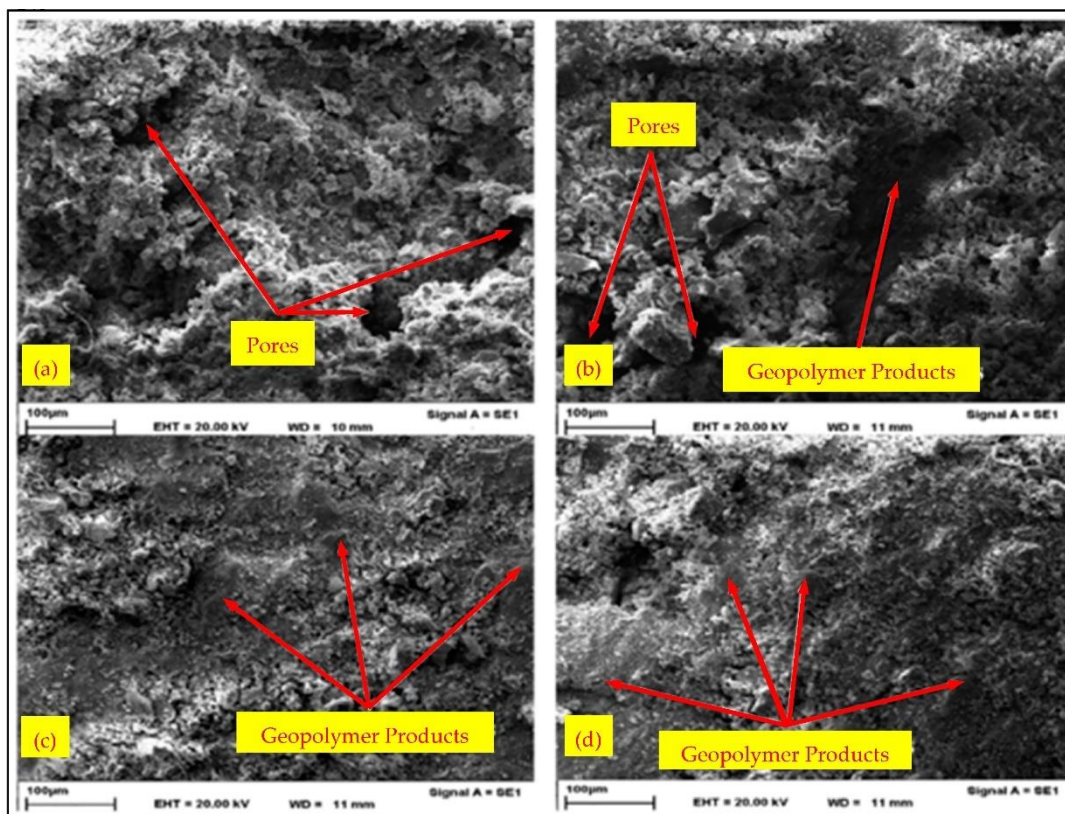 Pores
(a)
100µm
EHT = 20.00 kV
WD = 10 mm
Signal A = SE1
Pores
(b)
Geopolymer Products
100µm
EHT = 20.00 kV
WD = 11 mm
Signal A = SE1
(c)
Geopolymer Products
100µm
EHT = 20.00 kV
WD = 11 mm
Signal A = SE1
(d)
Geopolymer Products
100µm
EHT = 20.00 kV
WD = 11 mm
Signal A = SE1